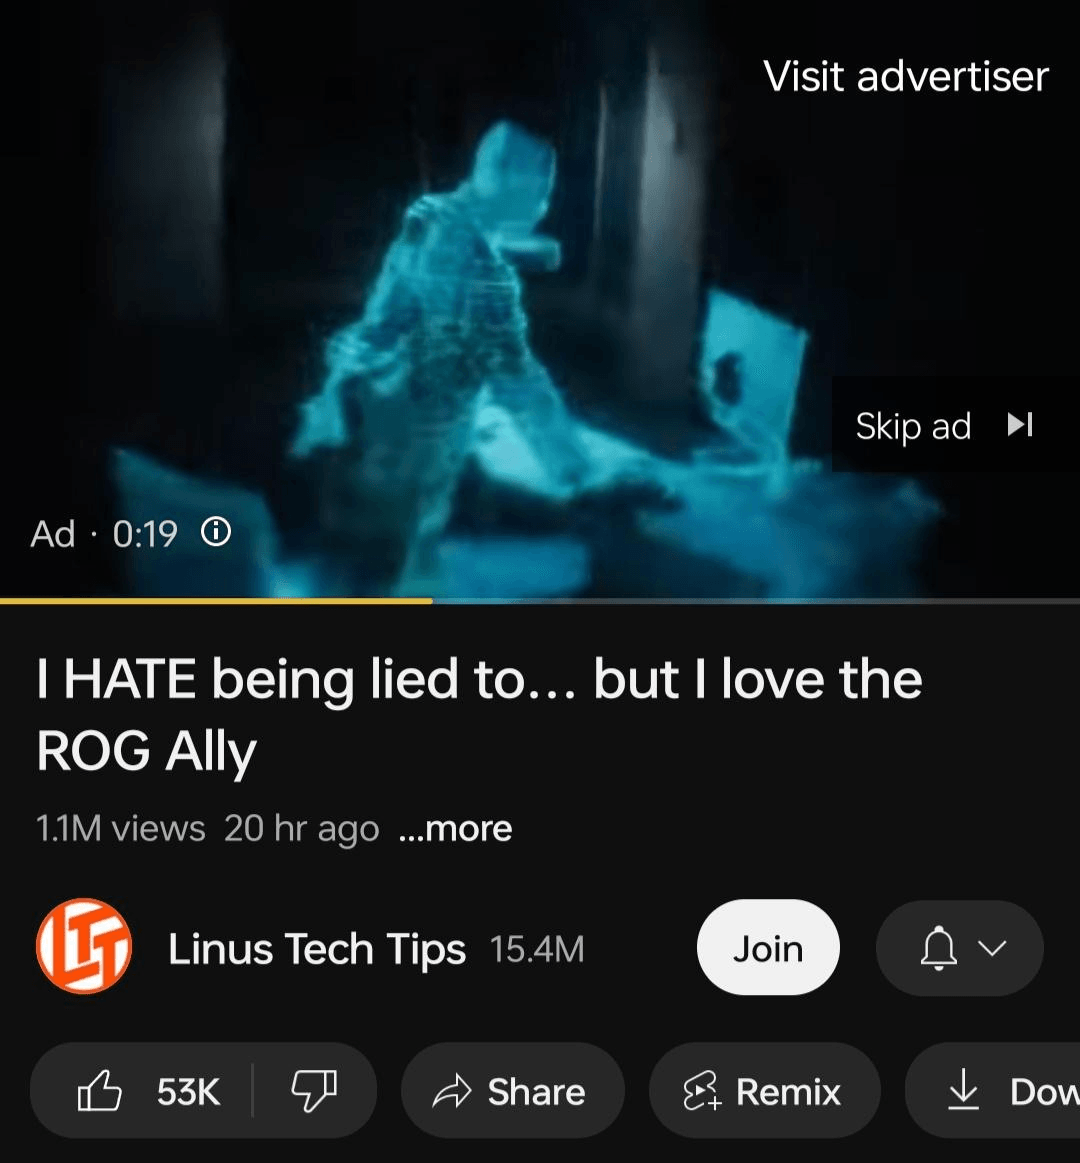 Visit advertiser
Skip ad
Ad · 0:19
I HATE being lied to... but I love the
ROG Ally
1.1M views 20 hr ago ...more
LTT
Linus Tech Tips 15.4M
Join
53K
Share
Remix
Dow